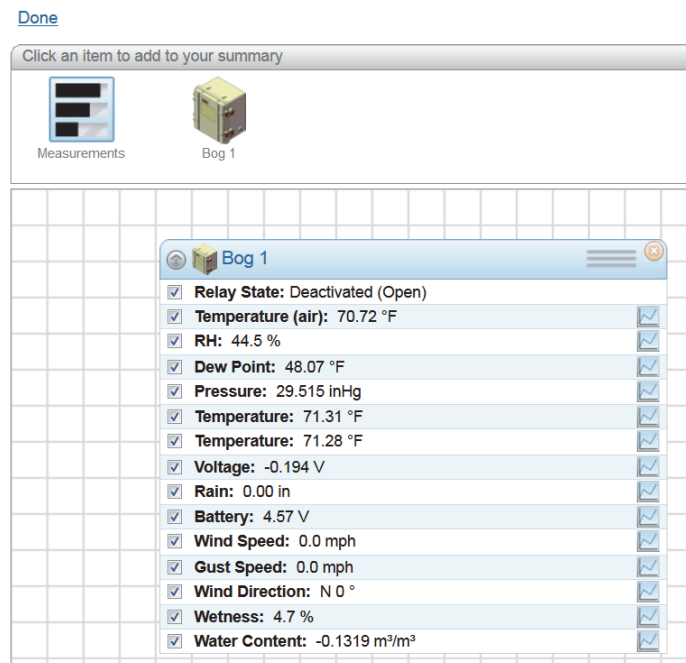 Done
Click an item to add to your summary
Measurements
Bog 1
Bog 1
Relay State: Deactivated (Open)
Temperature (air): 70.72 °F
RH: 44.5 %
Dew Point: 48.07 °F
Pressure: 29.515 inHg
Temperature: 71.31 °F
Temperature: 71.28 °F
Voltage: -0.194 V
Rain: 0.00 in
Battery: 4.57 V
Wind Speed: 0.0 mph
Gust Speed: 0.0 mph
Wind Direction: N 0 °
Wetness: 4.7 %
Water Content: -0.1319 m³/m³